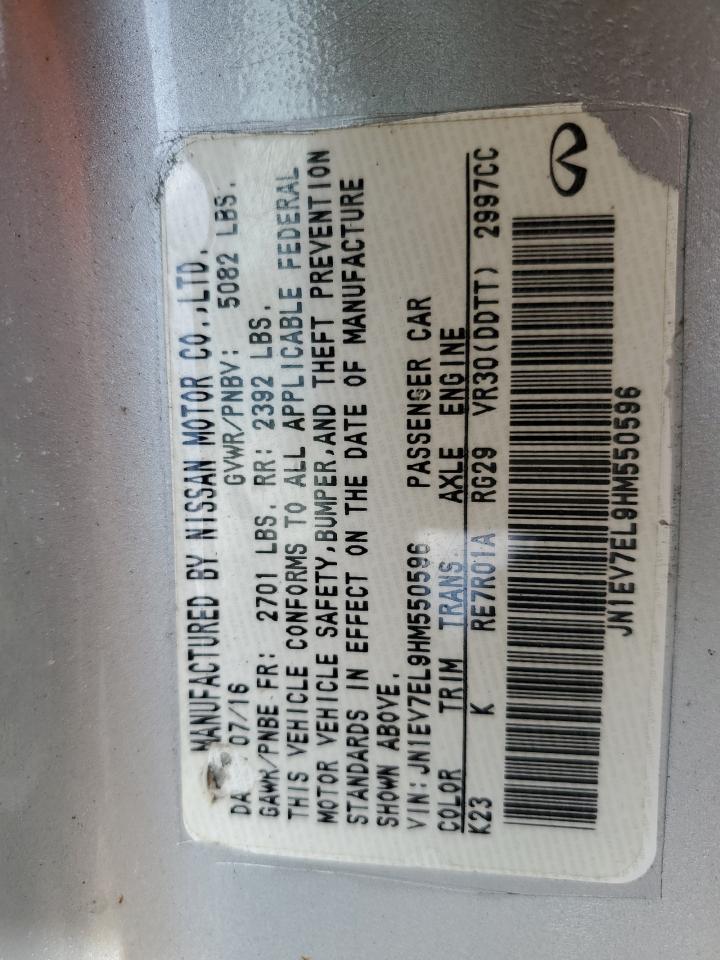 MANUFACTURED BY NISSAN MOTOR CO.,LTD.
DA 07/16 GVWR/PNBV: 5082 LBS.
GAWR/PNBE FR: 2701 LBS. RR: 2392 LBS.
THIS VEHICLE CONFORMS TO ALL APPLICABLE FEDERAL
MOTOR VEHICLE SAFETY,BUMPER,AND THEFT PREVENTION
STANDARDS IN EFFECT ON THE DATE OF MANUFACTURE
SHOWN ABOVE.
VIN:JN1EV7EL9HM550596 PASSENGER CAR
COLOR TRIM TRANS AXLE ENGINE
K23 K RE7R01A RG29 VR30(DDTT) 2997CC
JN1EV7EL9HM550596